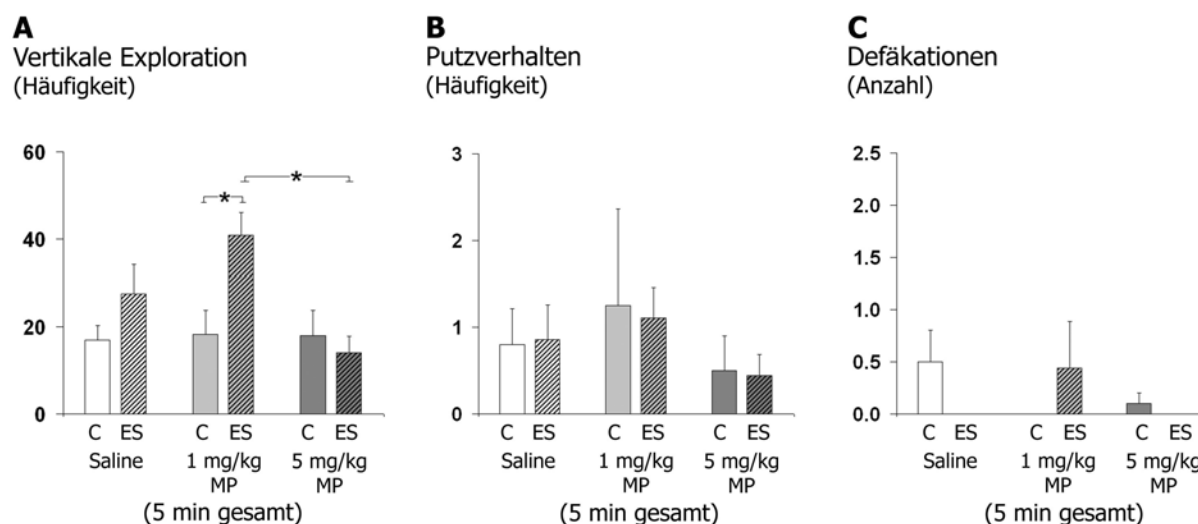 A
Vertikale Exploration
(Häufigkeit)
60
40
20
0
*
*
C ES C ES C ES
Saline 1 mg/kg MP 5 mg/kg MP
(5 min gesamt)
B
Putzverhalten
(Häufigkeit)
3
2
1
0
C ES C ES C ES
Saline 1 mg/kg MP 5 mg/kg MP
(5 min gesamt)
C
Defäkationen
(Anzahl)
2.5
2.0
1.5
1.0
0.5
0.0
C ES C ES C ES
Saline 1 mg/kg MP 5 mg/kg MP
(5 min gesamt)